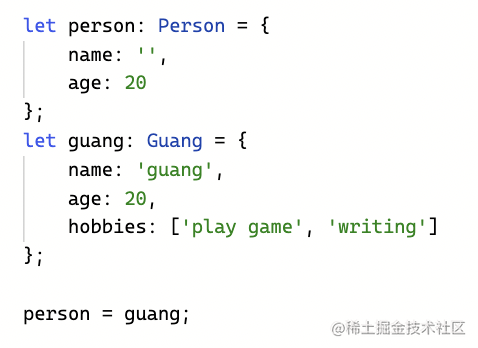 let person: Person = {
    name: '',
    age: 20
};
let guang: Guang = {
    name: 'guang',
    age: 20,
    hobbies: ['play game', 'writing']
};

person = guang;
@稀土掘金技术社区